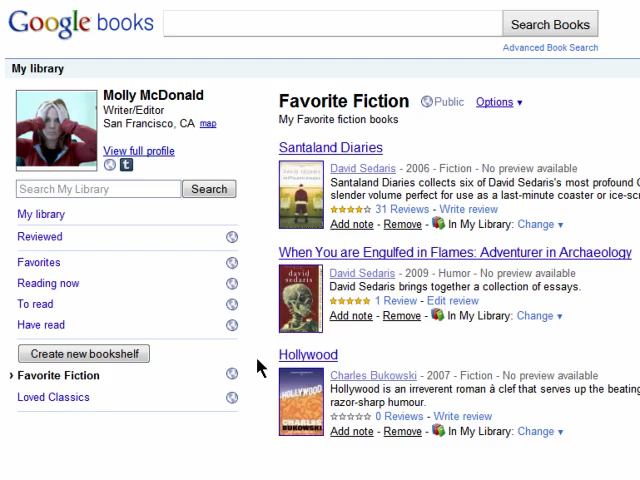 Google books
Search Books
Advanced Book Search
My library
Molly McDonald
Writer/Editor
San Francisco, CA map
View full profile
t
Search My Library Search
My library
Reviewed
Favorites
Reading now
To read
Have read
Create new bookshelf
› Favorite Fiction
Loved Classics
Favorite Fiction Public Options ▼
My Favorite fiction books
Santaland Diaries
David Sedaris - 2006 - Fiction - No preview available
Santaland Diaries collects six of David Sedaris's most profound
slender volume perfect for use as a last-minute coaster or ice-scr
31 Reviews - Write review
Add note - Remove - In My Library: Change ▼
When You are Engulfed in Flames: Adventurer in Archaeology
david
sedaris
David Sedaris - 2009 - Humor - No preview available
David Sedaris brings together a collection of essays.
1 Review - Edit review
Add note - Remove - In My Library: Change ▼
Hollywood
HOLLYWOOD
CHARLES
BUKOWSKI
Charles Bukowski - 2007 - Fiction - No preview available
Hollywood is an irreverent roman à clef that serves up the beating
razor-sharp humour.
0 Reviews - Write review
Add note - Remove - In My Library: Change ▼